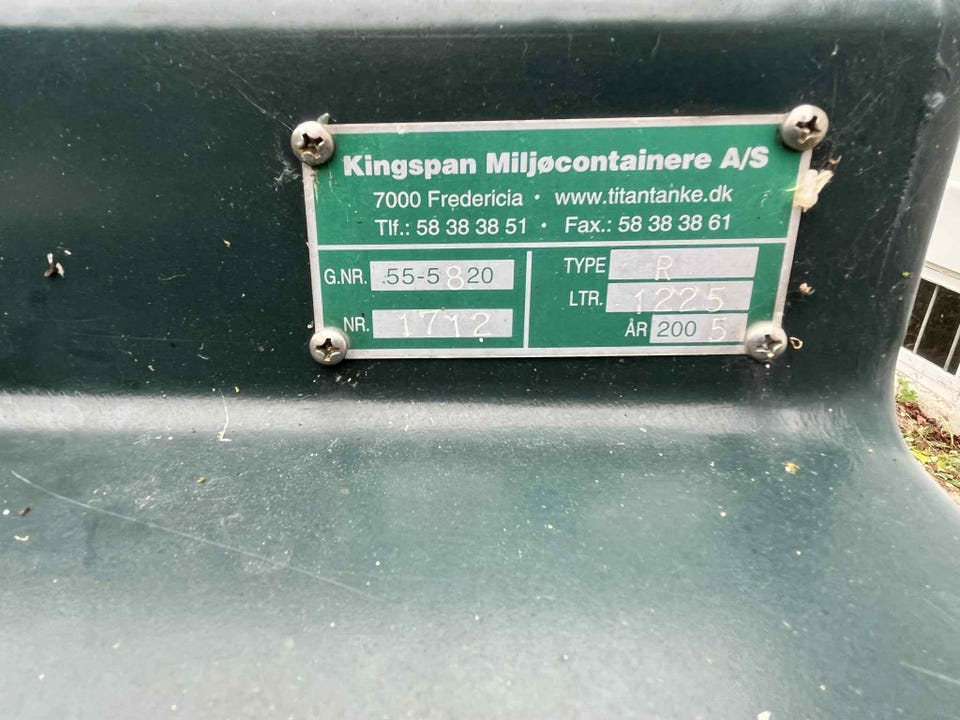 Kingspan Miljøcontainere A/S
7000 Fredericia · www.titantanke.dk
Tlf.: 58 38 38 51 · Fax.: 58 38 38 61
G.NR. 55-5820
NR. 1712
TYPE R
LTR. 1225
ÅR 2005